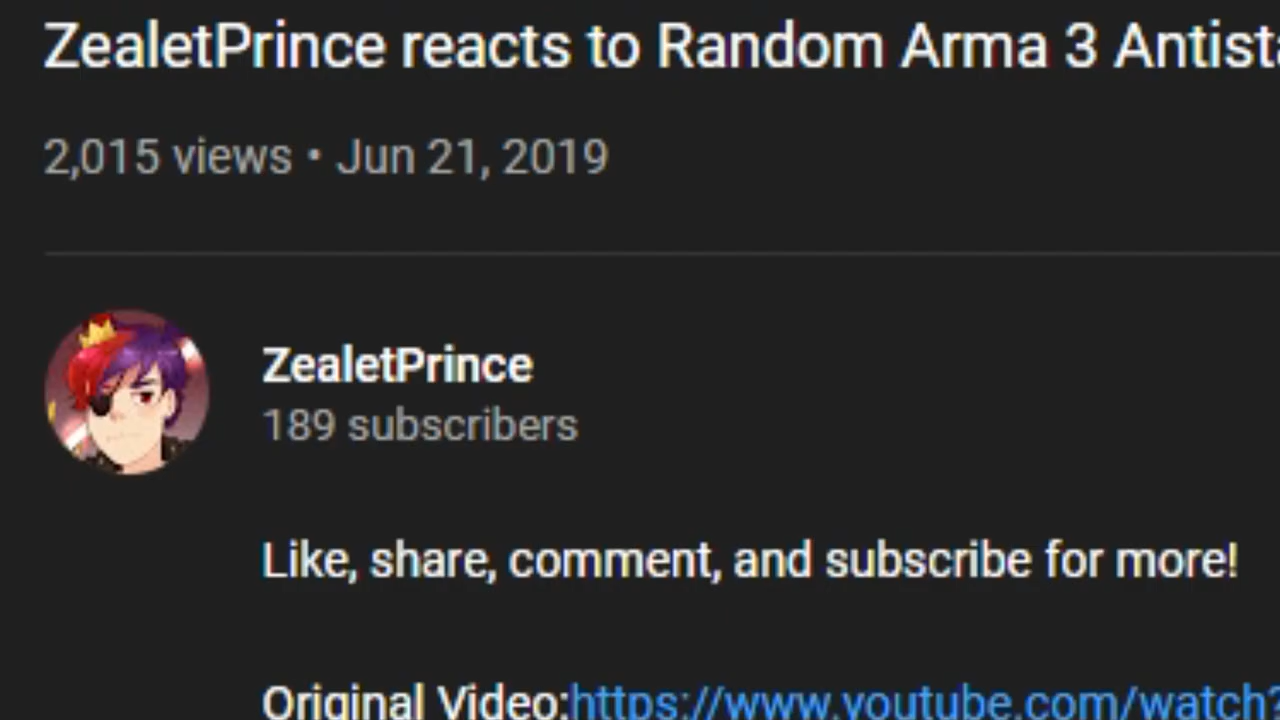 ZealetPrince reacts to Random Arma 3 Antista
2,015 views • Jun 21, 2019
ZealetPrince
189 subscribers
Like, share, comment, and subscribe for more!
Original Video:https://www.youtube.com/watch?